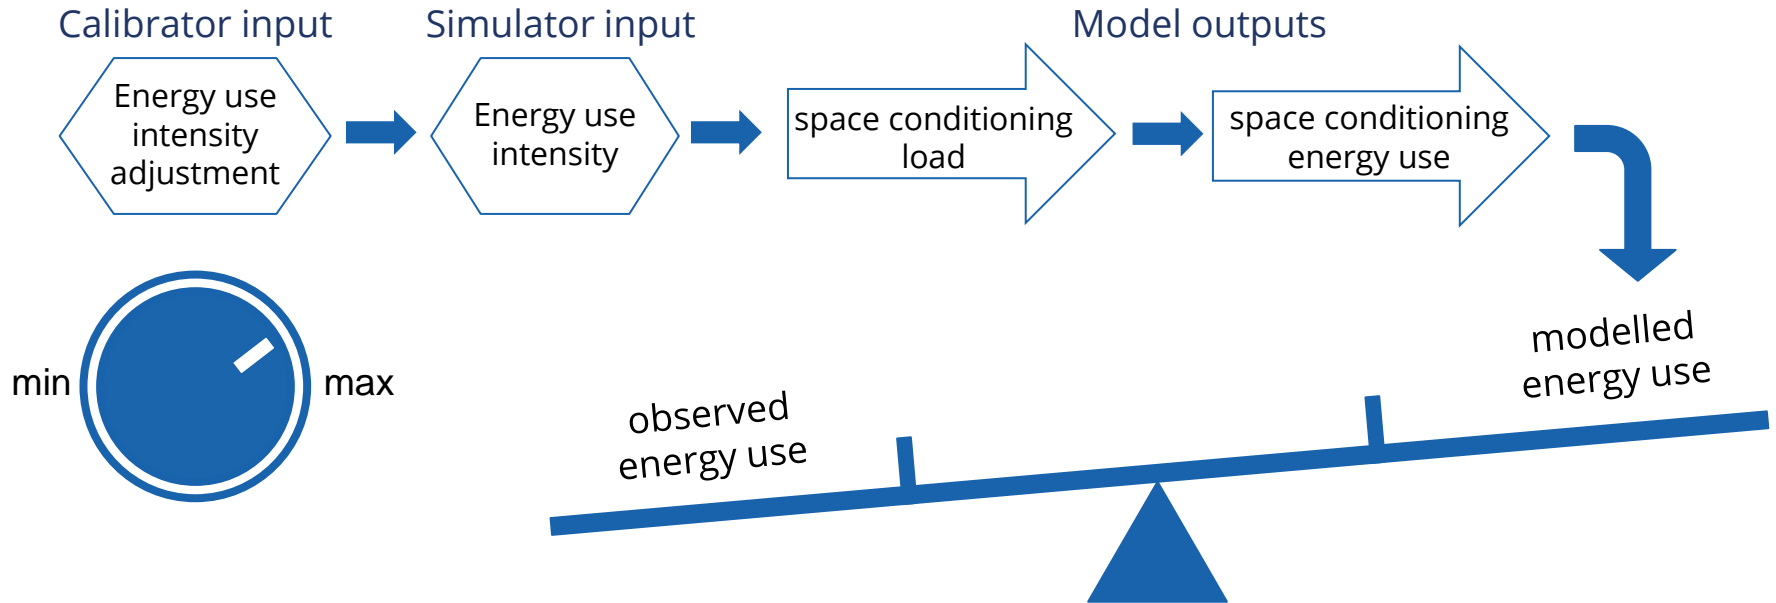 Calibrator input
Simulator input
Model outputs
Energy use
intensity
adjustment
Energy use
intensity
space conditioning
load
space conditioning
energy use
min
max
observed
energy use
modelled
energy use